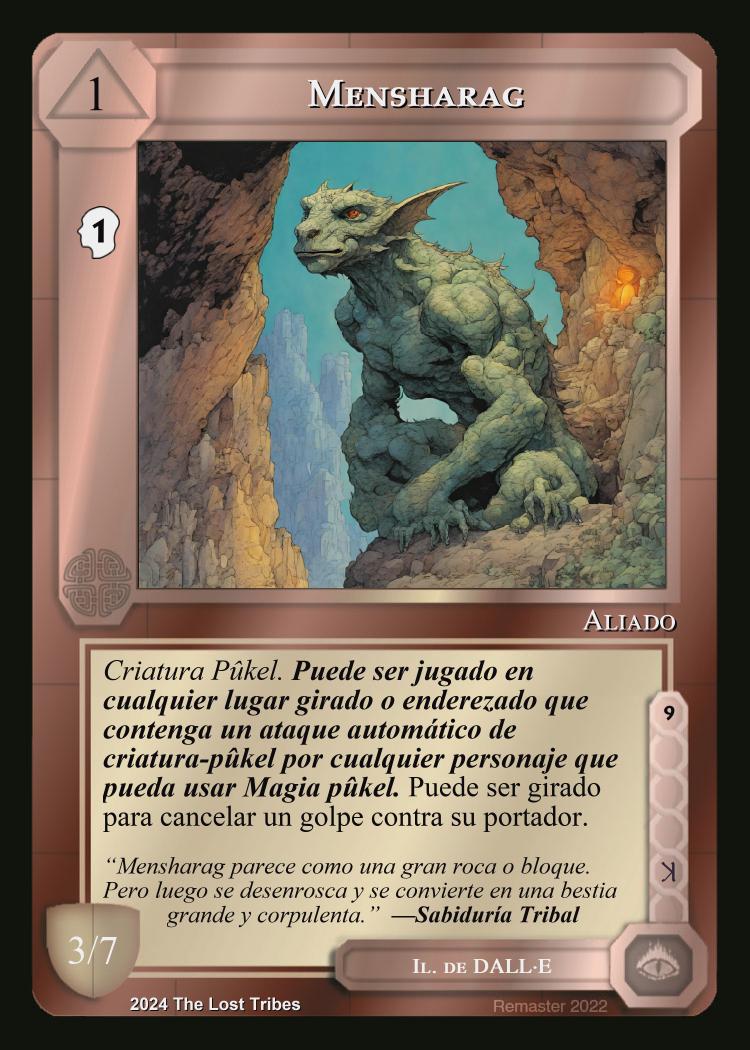 1
Mensharag
1
Aliado
Criatura Pûkel. Puede ser jugado en
cualquier lugar girado o enderezado que
contenga un ataque automático de
criatura-pûkel por cualquier personaje que
pueda usar Magia pûkel. Puede ser girado
para cancelar un golpe contra su portador.
9
“Mensharag parece como una gran roca o bloque.
Pero luego se desenrosca y se convierte en una bestia
grande y corpulenta.” —Sabiduría Tribal
3/7
Il. de DALL·E
2024 The Lost Tribes
Remaster 2022